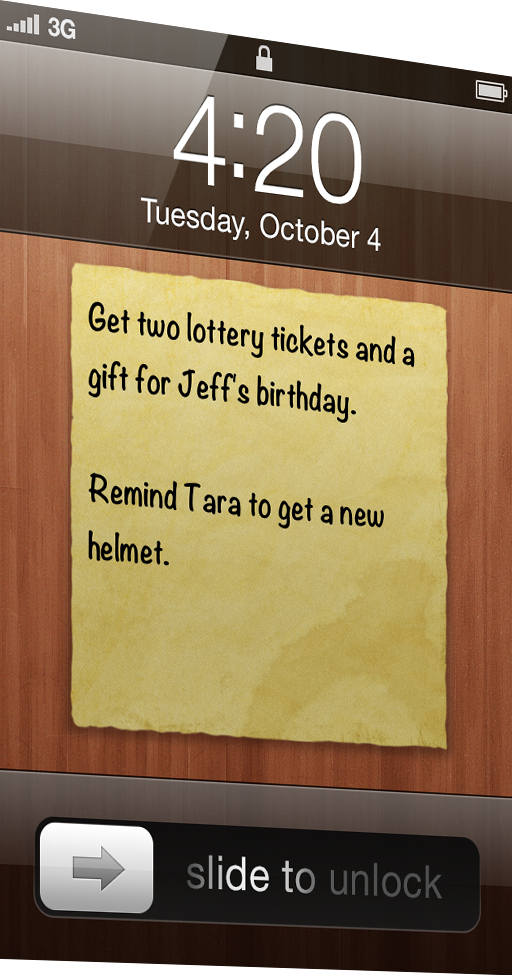 3G
4:20
Tuesday, October 4
Get two lottery tickets and a
gift for Jeff's birthday.
Remind Tara to get a new
helmet.
slide to unlock